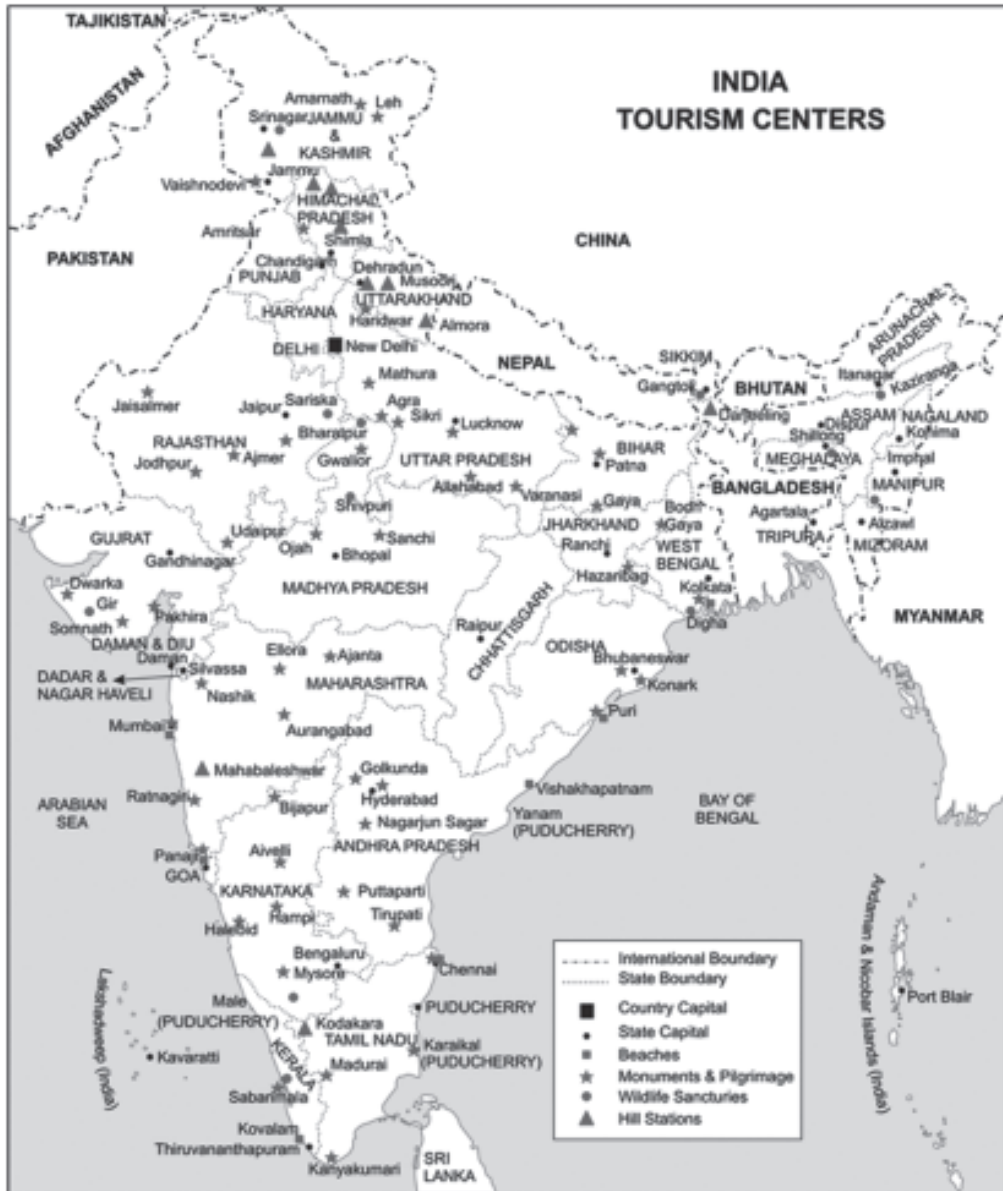 TAJIKISTAN
AFGHANISTAN
INDIA
TOURISM CENTERS
Amarnath
Leh
Srinagar
JAMMU
&
KASHMIR
Jammu
Vaishnodevi
HIMACHAL
PRADESH
Amritsar
Shimla
CHINA
PAKISTAN
Chandigarh
PUNJAB
Dehradun
Musoori
UTTARAKHAND
HARYANA
Haridwar
Almora
DELHI
New Delhi
NEPAL
SIKKIM
ARUNACHAL
PRADESH
Itanagar
Gangtok
BHUTAN
Kaziranga
Mathura
Jaisalmer
Jaipur
Sariska
Agra
Sikri
Lucknow
Darjeeling
ASSAM
NAGALAND
Dispur
Kohima
Bharatpur
Shillong
RAJASTHAN
Ajmer
Gwalior
UTTAR PRADESH
BIHAR
Patna
MEGHALAYA
Imphal
Jodhpur
Allahabad
Varanasi
BANGLADESH
MANIPUR
Shivpuri
Gaya
Bodh
Gaya
Agartala
Aizawl
GUJRAT
Udaipur
Ojah
Sanchi
JHARKHAND
Ranchi
WEST
BENGAL
TRIPURA
MIZORAM
Gandhinagar
Bhopal
Hazaribag
Kolkata
Dwarka
MADHYA PRADESH
Gir
Pakhira
Digha
MYANMAR
Somnath
CHHATTISGARH
Raipur
DAMAN & DIU
Daman
Ellora
Ajanta
ODISHA
Bhubaneswar
Silvassa
DADAR &
NAGAR HAVELI
Nashik
MAHARASHTRA
Konark
Mumbai
Aurangabad
Puri
Mahabaleshwar
Golkunda
Hyderabad
Vishakhapatnam
ARABIAN
SEA
Ratnagiri
Bijapur
Yanam
(PUDUCHERRY)
BAY OF
BENGAL
Nagarjun Sagar
Panaji
GOA
Aivelli
ANDHRA PRADESH
KARNATAKA
Puttaparti
Hampi
Tirupati
Halebid
Bengaluru
Chennai
Mysore
Male
(PUDUCHERRY)
PUDUCHERRY
Kodakara
TAMIL NADU
Karaikal
(PUDUCHERRY)
Lakshadweep (India)
Kavaratti
KERALA
Madurai
Sabarimala
Kovalam
Thiruvananthapuram
Kanyakumari
SRI
LANKA
Andaman & Nicobar Islands (India)
Port Blair
International Boundary
State Boundary
Country Capital
State Capital
Beaches
Monuments & Pilgrimage
Wildlife Sancturies
Hill Stations